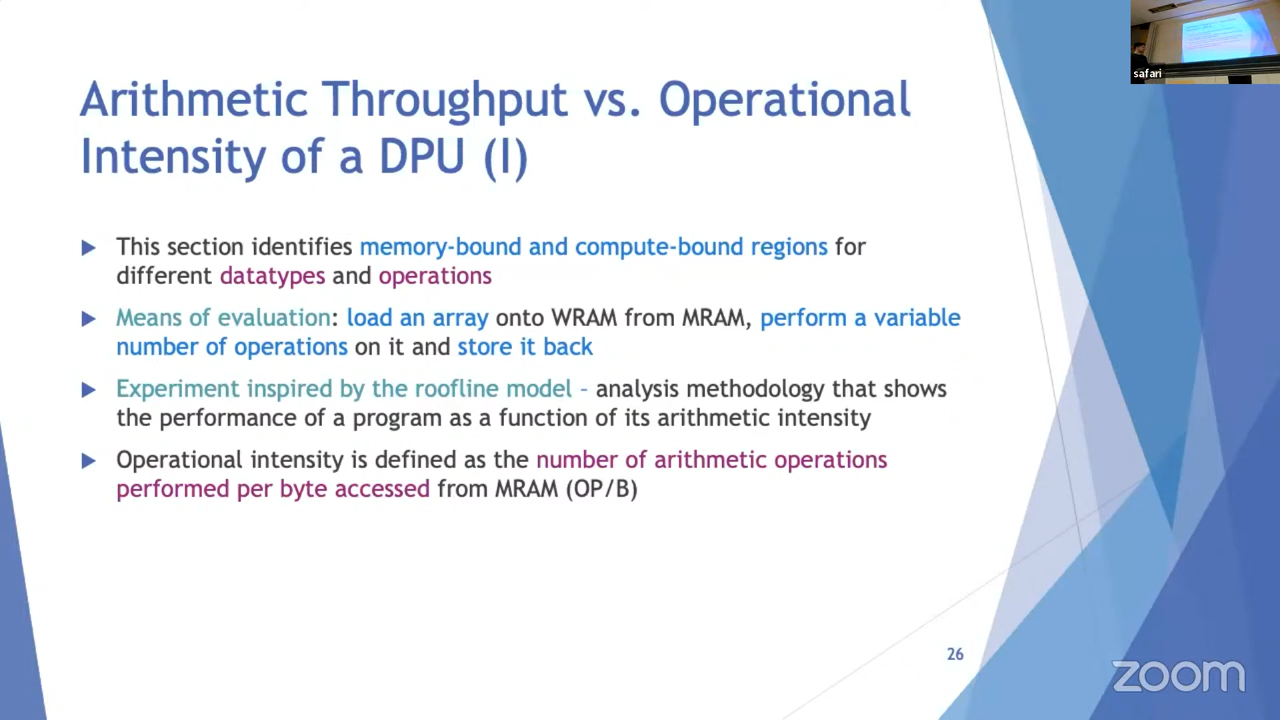 safari
Arithmetic Throughput vs. Operational
Intensity of a DPU (I)
This section identifies memory-bound and compute-bound regions for
different datatypes and operations
Means of evaluation: load an array onto WRAM from MRAM, perform a variable
number of operations on it and store it back
Experiment inspired by the roofline model – analysis methodology that shows
the performance of a program as a function of its arithmetic intensity
Operational intensity is defined as the number of arithmetic operations
performed per byte accessed from MRAM (OP/B)
26
zoom